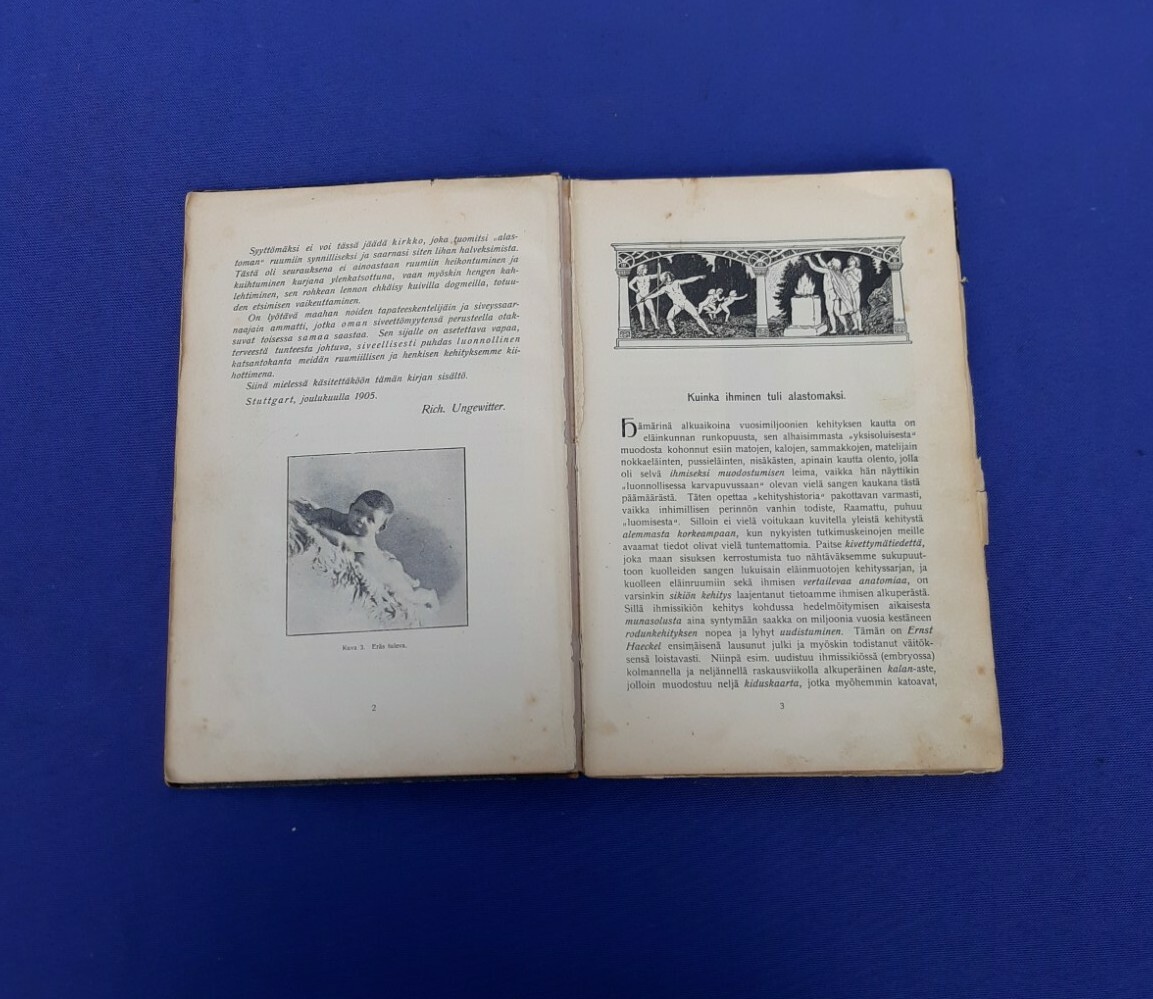 Syyttömäksi ei voi tässä jäädä kirkko, joka tuomitsi „alas-
toman“ ruumiin synnilliseksi ja saarnasi siten lihan halveksimista.
Tästä oli seurauksena ei ainoastaan ruumiin heikontuminen ja
kuihtuminen kurjana ylenkatsottuna, vaan myöskin hengen kah-
lehtiminen, sen rohkean lennon ehkäisy kuivilla dogmeilla, totuu-
den etsimisen vaikeuttaminen.
On lyötävä maahan noiden tapateeskentelijäin ja siveyssaar-
naajain ammatti, jotka oman siveettömyytensä perusteella otak-
suvat toisessa samaa saastaa. Sen sijalle on asetettava vapaa,
terveestä tunteesta johtuva, siveellisesti puhdas luonnollinen
katsantokanta meidän ruumiillisen ja henkisen kehityksemme kii-
hottimena.
Siinä mielessä käsitettäköön tämän kirjan sisältö.
Stuttgart, joulukuulla 1905.
Rich. Ungewitter.
Kuva 3. Eräs tuleva.
2
Kuinka ihminen tuli alastomaksi.
Hämärinä alkuaikoina vuosimiljoonien kehityksen kautta on
eläinkunnan runkopuusta, sen alhaisimmasta „yksisoluisesta“
muodosta kohonnut esiin matojen, kalojen, sammakkojen, matelijain
nokkaeläinten, pussieläinten, nisäkästen, apinain kautta olento, jolla
oli selvä ihmiseksi muodostumisen leima, vaikka hän näyttikin
„luonnollisessa karvapuvussaan“ olevan vielä sangen kaukana tästä
päämäärästä. Täten opettaa „kehityshistoria“ pakottavan varmasti,
vaikka inhimillisen perinnön vanhin todiste, Raamattu, puhuu
„luomisesta“. Silloin ei vielä voitukaan kuvitella yleistä kehitystä
alemmasta korkeampaan, kun nykyisten tutkimuskeinojen meille
avaamat tiedot olivat vielä tuntemattomia. Paitse kivettymätiedettä,
joka maan sisuksen kerrostumista tuo nähtäväksemme sukupuut-
toon kuolleiden sangen lukuisain eläinmuotojen kehityssarjan, ja
kuolleen eläinruumiin sekä ihmisen vertailevaa anatomiaa, on
varsinkin sikiön kehitys laajentanut tietoamme ihmisen alkuperästä.
Sillä ihmissikiön kehitys kohdussa hedelmöitymisen aikaisesta
munasolusta aina syntymään saakka on miljoonia vuosia kestäneen
rodunkehityksen nopea ja lyhyt uudistuminen. Tämän on Ernst
Haeckel ensimäisenä lausunut julki ja myöskin todistanut väitök-
sensä loistavasti. Niinpä esim. uudistuu ihmissikiössä (embryossa)
kolmannella ja neljännellä raskausviikolla alkuperäinen kalan-aste,
jolloin muodostuu neljä kiduskaarta, jotka myöhemmin katoavat,
3